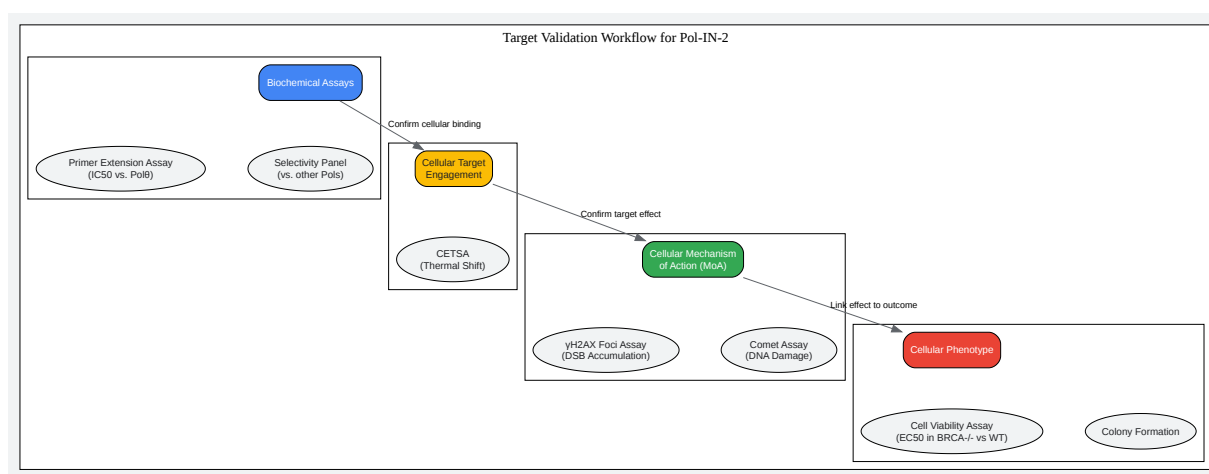 Target Validation Workflow for Pol-IN-2
Biochemical Assays
Primer Extension Assay
(IC50 vs. Polθ)
Selectivity Panel
(vs. other Pols)
Confirm cellular binding
Cellular Target
Engagement
CETSA
(Thermal Shift)
Confirm target effect
Cellular Mechanism
of Action (MoA)
γH2AX Foci Assay
(DSB Accumulation)
Comet Assay
(DNA Damage)
Link effect to outcome
Cellular Phenotype
Cell Viability Assay
(EC50 in BRCA-/- vs WT)
Colony Formation